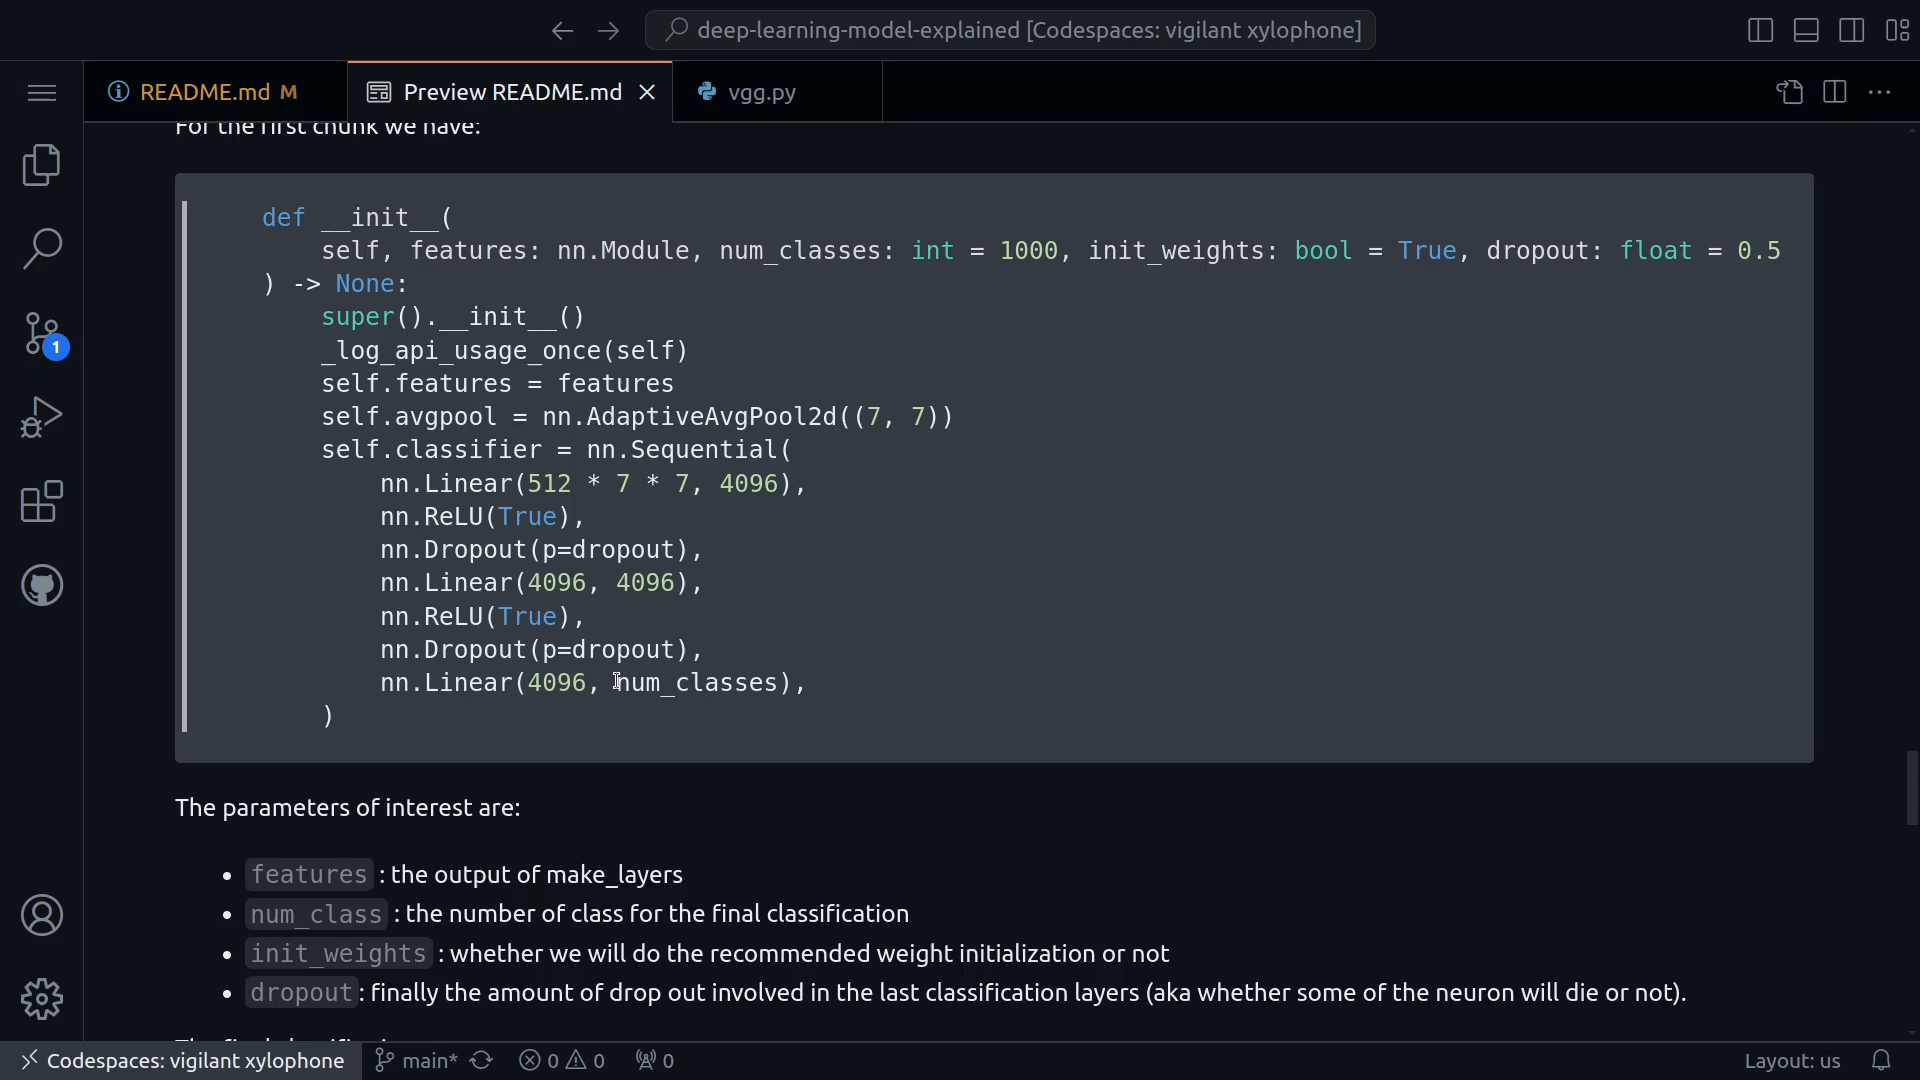 deep-learning-model-explained [Codespaces: vigilant xylophone]
README.md M
Preview README.md
vgg.py
For the first chunk we have:
def __init__(
self, features: nn.Module, num_classes: int = 1000, init_weights: bool = True, dropout: float = 0.5
) -> None:
super().__init__()
_log_api_usage_once(self)
self.features = features
self.avgpool = nn.AdaptiveAvgPool2d((7, 7))
self.classifier = nn.Sequential(
nn.Linear(512 * 7 * 7, 4096),
nn.ReLU(True),
nn.Dropout(p=dropout),
nn.Linear(4096, 4096),
nn.ReLU(True),
nn.Dropout(p=dropout),
nn.Linear(4096, num_classes),
)
1
The parameters of interest are:
• features : the output of make_layers
• num_class : the number of class for the final classification
• init_weights : whether we will do the recommended weight initialization or not
• dropout : finally the amount of drop out involved in the last classification layers (aka whether some of the neuron will die or not).
Codespaces: vigilant xylophone
main*
0
0
0
Layout: us